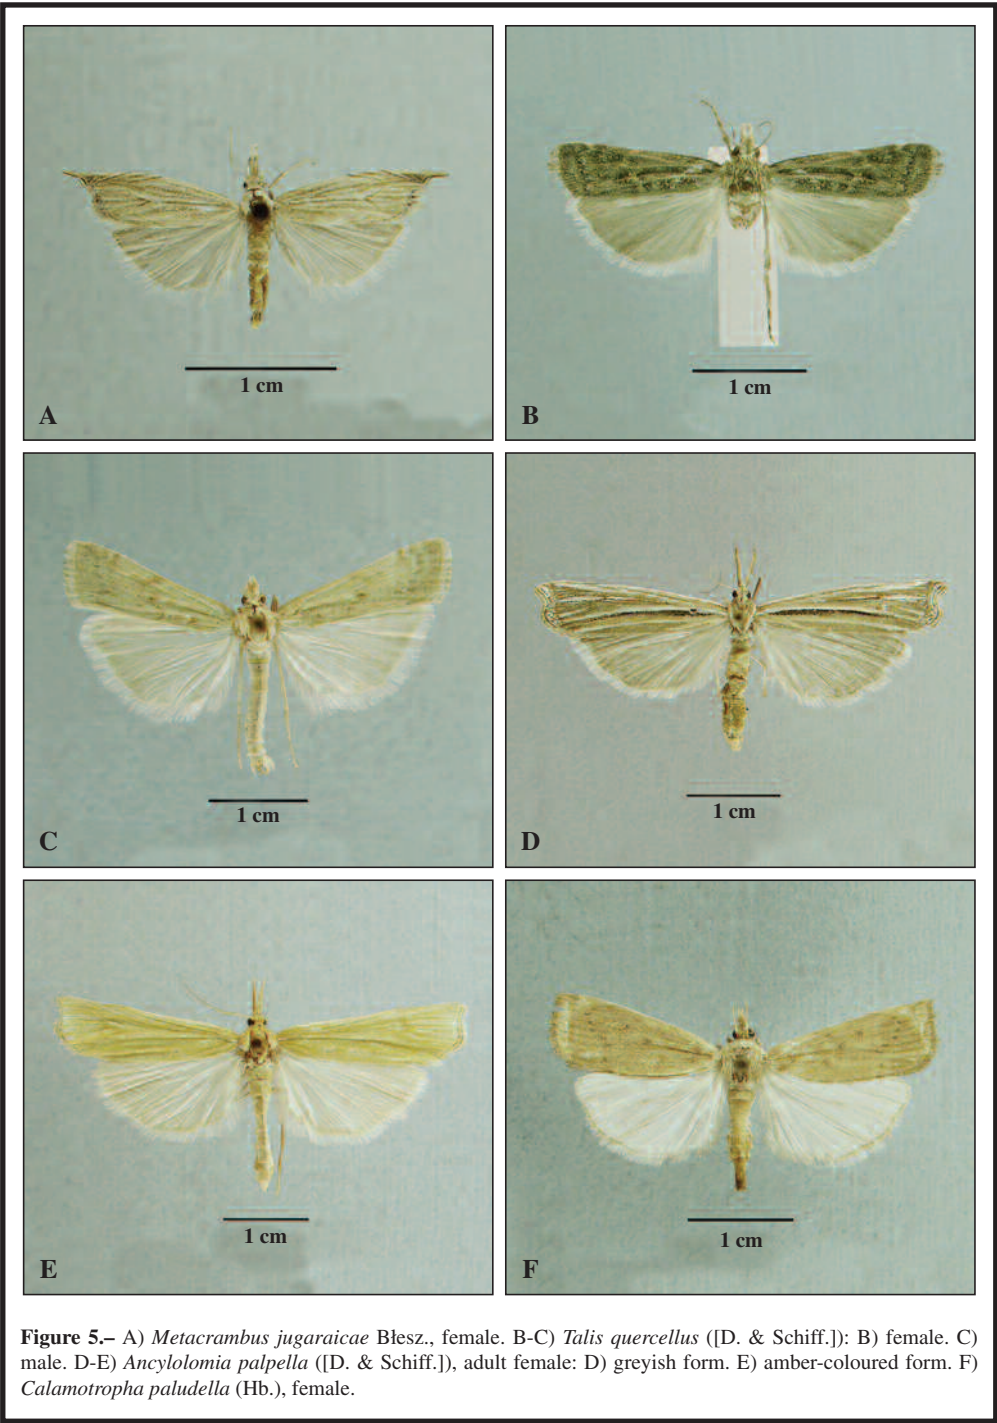 1 cm
A
1 cm
B
1 cm
C
1 cm
D
1 cm
E
1 cm
F
Figure 5.– A) Metacrambus jugaraicae Błesz., female. B-C) Talis quercellus ([D. & Schiff.]): B) female. C)
male. D-E) Ancylolomia palpella ([D. & Schiff.]), adult female: D) greyish form. E) amber-coloured form. F)
Calamotropha paludella (Hb.), female.